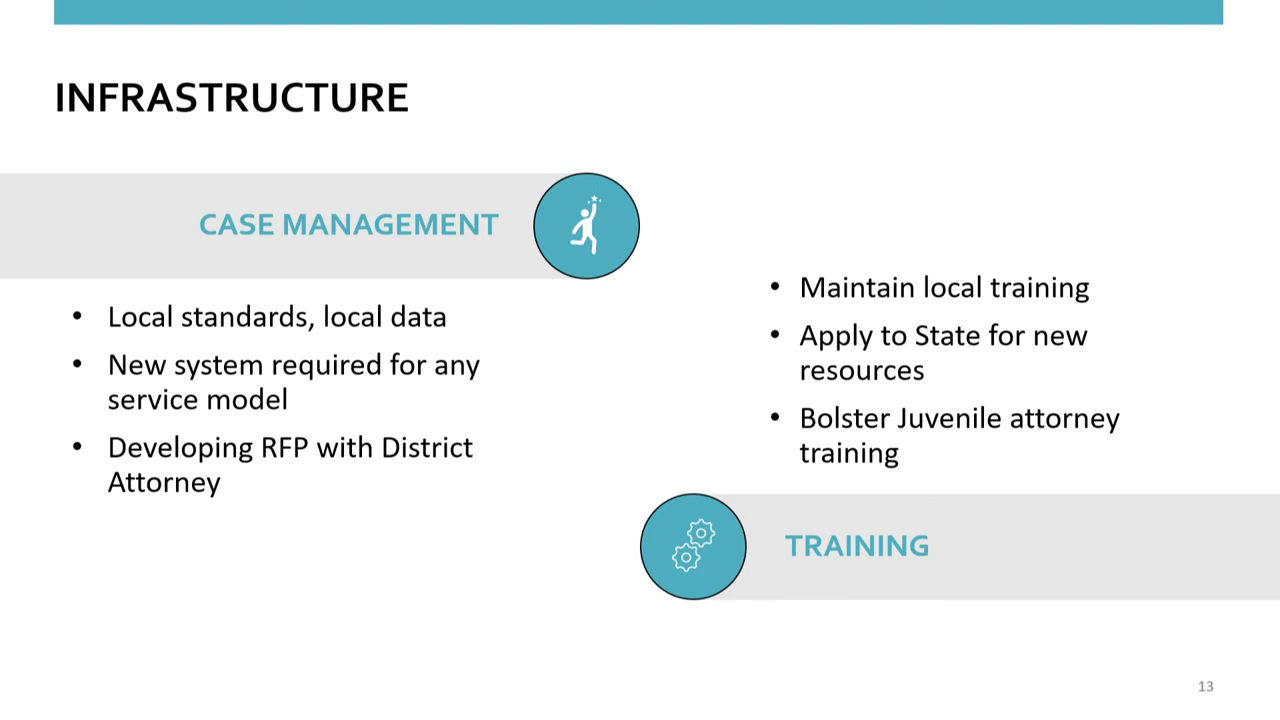 INFRASTRUCTURE
CASE MANAGEMENT
• Local standards, local data
• New system required for any
service model
• Developing RFP with District
Attorney
• Maintain local training
• Apply to State for new
resources
• Bolster Juvenile attorney
training
TRAINING
13